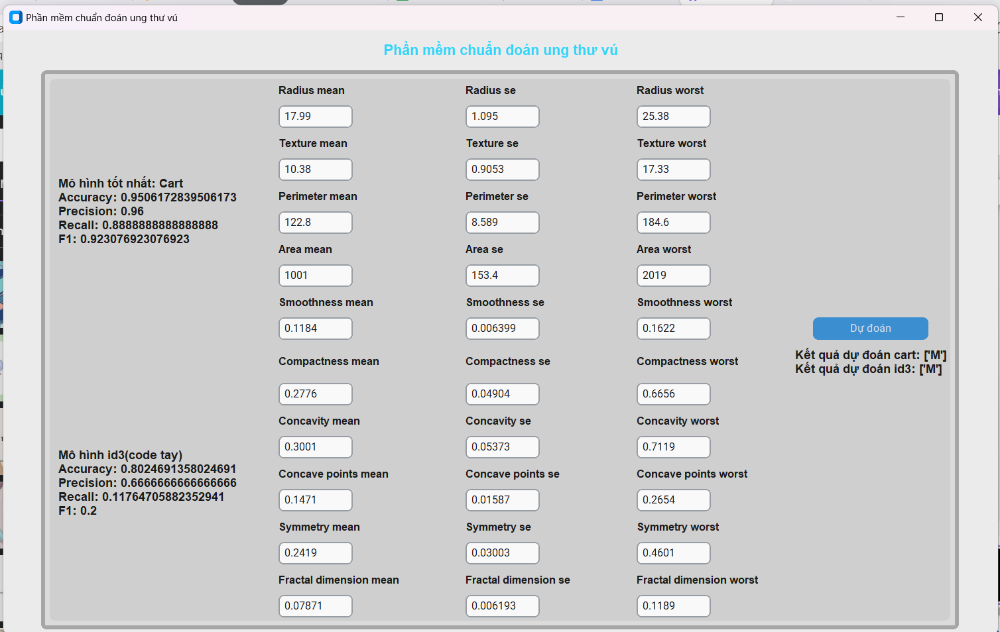 Phần mềm chuẩn đoán ung thư vú
Phần mềm chuẩn đoán ung thư vú
Mô hình tốt nhất: Cart
Accuracy: 0.9506172839506173
Precision: 0.96
Recall: 0.8888888888888888
F1: 0.923076923076923
Mô hình id3(code tay)
Accuracy: 0.8024691358024691
Precision: 0.6666666666666666
Recall: 0.11764705882352941
F1: 0.2
Radius mean
17.99
Texture mean
10.38
Perimeter mean
122.8
Area mean
1001
Smoothness mean
0.1184
Compactness mean
0.2776
Concavity mean
0.3001
Concave points mean
0.1471
Symmetry mean
0.2419
Fractal dimension mean
0.07871
Radius se
1.095
Texture se
0.9053
Perimeter se
8.589
Area se
153.4
Smoothness se
0.006399
Compactness se
0.04904
Concavity se
0.05373
Concave points se
0.01587
Symmetry se
0.03003
Fractal dimension se
0.006193
Radius worst
25.38
Texture worst
17.33
Perimeter worst
184.6
Area worst
2019
Smoothness worst
0.1622
Compactness worst
0.6656
Concavity worst
0.7119
Concave points worst
0.2654
Symmetry worst
0.4601
Fractal dimension worst
0.1189
Dự đoán
Kết quả dự đoán cart: ['M']
Kết quả dự đoán id3: ['M']